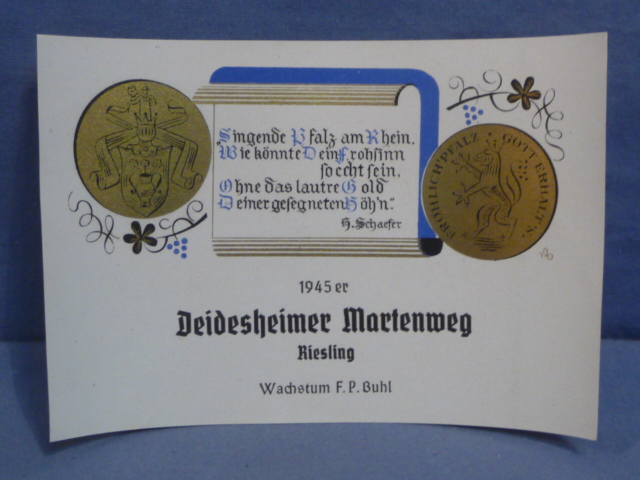 „Singende Pfalz am Rhein.
Wie könnte Dein Frohsinn
so echt sein,
Ohne das lautre Gold
Deiner gesegneten Höh'n."
H. Schaefer
FRÖHLICH PFALZ · GOTT ERHALT'S ·
1945er
Deidesheimer Martenweg
Riesling
Wachstum F. P. Buhl